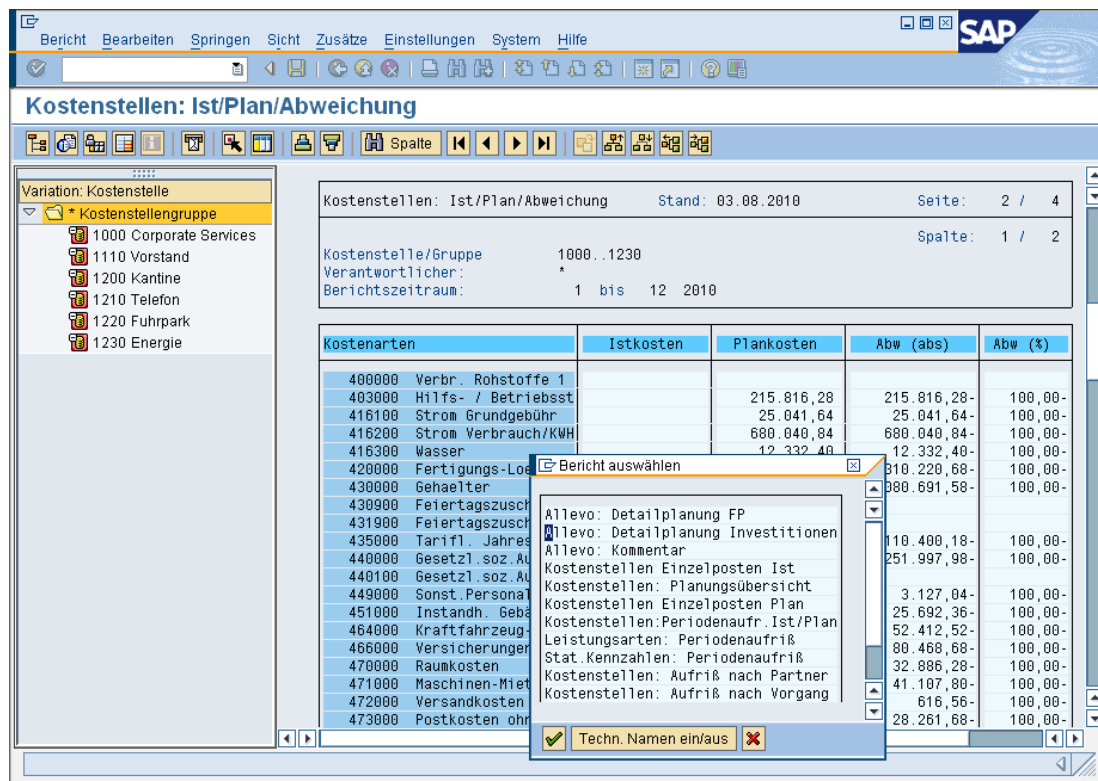 Bericht Bearbeiten Springen Sicht Zusätze Einstellungen System Hilfe
SAP
Kostenstellen: Ist/Plan/Abweichung
Spalte
Variation: Kostenstelle
* Kostenstellengruppe
1000 Corporate Services
1110 Vorstand
1200 Kantine
1210 Telefon
1220 Fuhrpark
1230 Energie
Kostenstellen: Ist/Plan/Abweichung Stand: 03.08.2010 Seite: 2 / 4
Spalte: 1 / 2
Kostenstelle/Gruppe 1000..1230
Verantwortlicher: *
Berichtszeitraum: 1 bis 12 2010
Kostenarten Istkosten Plankosten Abw (abs) Abw (%)
400000 Verbr. Rohstoffe 1
403000 Hilfs- / Betriebsst 215.816,28 215.816,28- 100,00-
416100 Strom Grundgebühr 25.041,64 25.041,64- 100,00-
416200 Strom Verbrauch/KWH 680.040,84 680.040,84- 100,00-
416300 Wasser 12.332,40 12.332,40- 100,00-
420000 Fertigungs-Loe 310.220,68- 100,00-
430000 Gehaelter 080.691,58- 100,00-
430900 Feiertagszusch
431900 Feiertagszusch
435000 Tarifl. Jahres 110.400,18- 100,00-
440000 Gesetzl.soz.Au 251.997,98- 100,00-
440100 Gesetzl.soz.Au
449000 Sonst.Personal 3.127,04- 100,00-
451000 Instandh. Gebä 25.692,36- 100,00-
464000 Kraftfahrzeug- 52.412,52- 100,00-
466000 Versicherungen 80.468,68- 100,00-
470000 Raumkosten 32.886,28- 100,00-
471000 Maschinen-Miet 41.107,80- 100,00-
472000 Versandkosten 616,56- 100,00-
473000 Postkosten ohn 28.261,68- 100,00-
Bericht auswählen
Allevo: Detailplanung FP
Allevo: Detailplanung Investitionen
Allevo: Kommentar
Kostenstellen Einzelposten Ist
Kostenstellen: Planungsübersicht
Kostenstellen Einzelposten Plan
Kostenstellen:Periodenaufr.Ist/Plan
Leistungsarten: Periodenaufriß
Stat.Kennzahlen: Periodenaufriß
Kostenstellen: Aufriß nach Partner
Kostenstellen: Aufriß nach Vorgang
Techn. Namen ein/aus